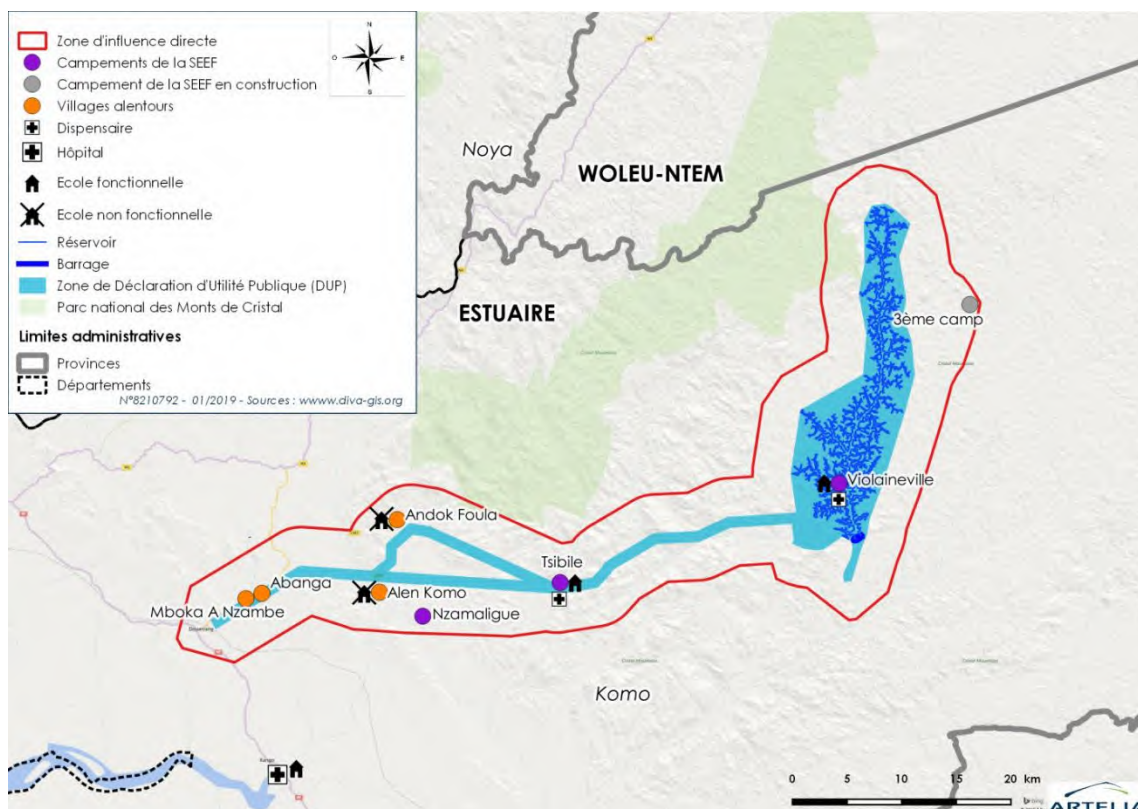 Zone d'influence directe
Campements de la SEEF
Campement de la SEEF en construction
Villages alentours
Dispensaire
Hôpital
Ecole fonctionnelle
Ecole non fonctionnelle
Réservoir
Barrage
Zone de Déclaration d'Utilité Publique (DUP)
Parc national des Monts de Cristal
Limites administratives
Provinces
Départements
N°8210792 - 01/2019 - Sources : wwww.diva-gis.org
N
O
E
S
Noya
WOLEU-NTEM
ESTUAIRE
3ème camp
Violaineville
Andok Foula
Tsibile
Abanga
Alen Komo
Mboka A Nzambe
Nzamaligue
Komo
Kango
0 5 10 15 20 km
ARTELIA